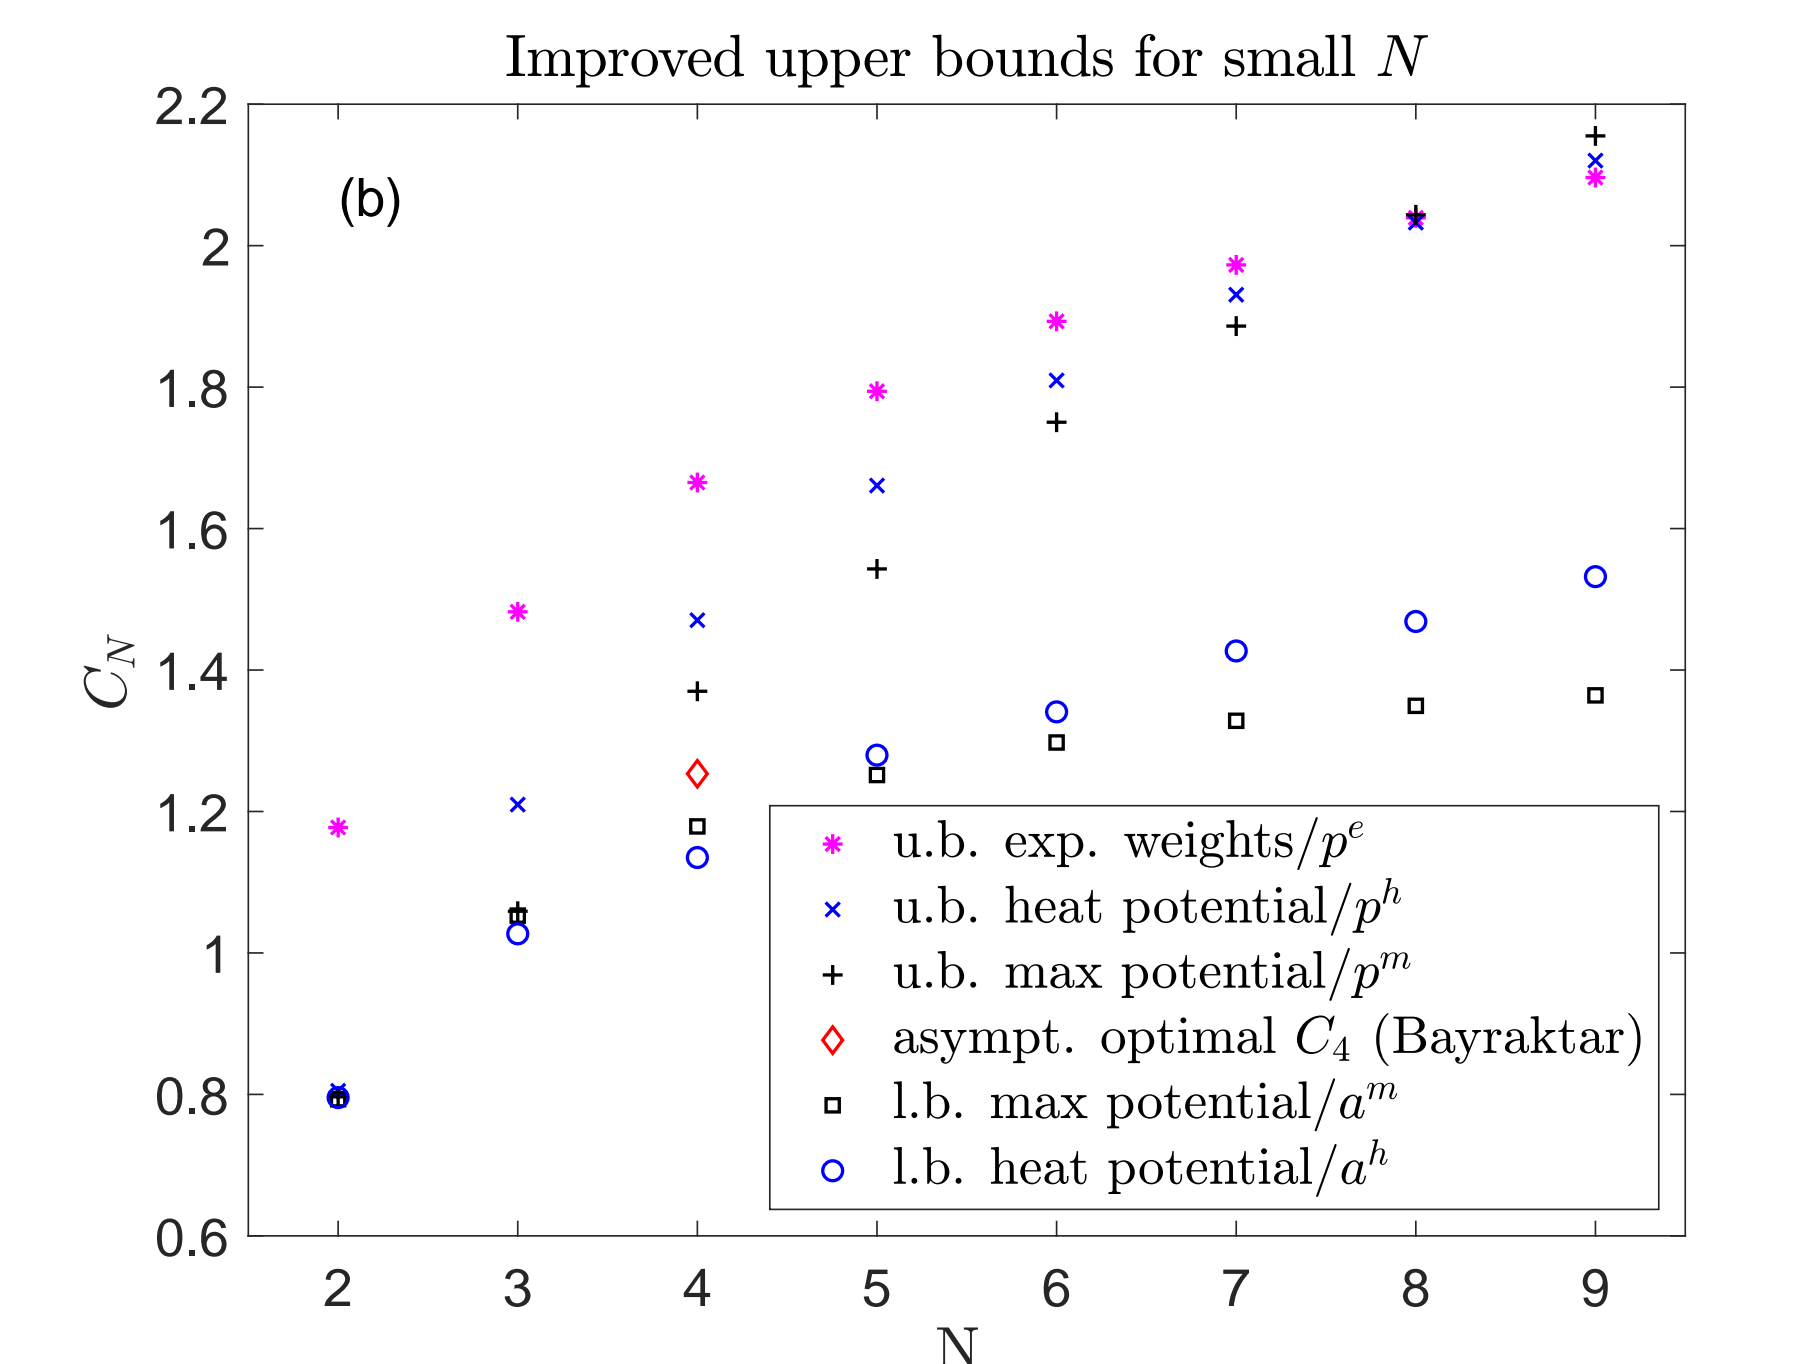 Improved upper bounds for small N
2.2
(b)
2
1.8
1.6
1.4
1.2
1
0.8
0.6
C_N
u.b. exp. weights/p^e
u.b. heat potential/p^h
u.b. max potential/p^m
asympt. optimal C_4 (Bayraktar)
l.b. max potential/a^m
l.b. heat potential/a^h
2 3 4 5 6 7 8 9
N